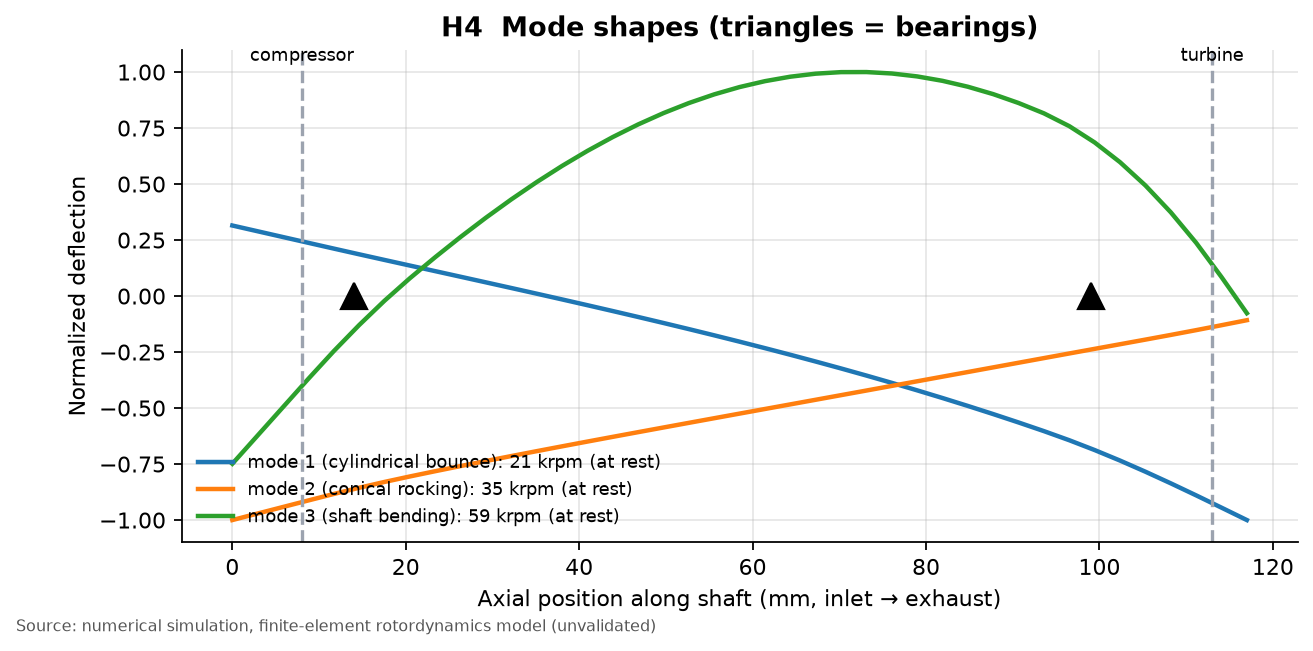 H4  Mode shapes (triangles = bearings)
compressor
turbine
1.00
0.75
0.50
0.25
0.00
−0.25
−0.50
−0.75
−1.00
Normalized deflection
mode 1 (cylindrical bounce): 21 krpm (at rest)
mode 2 (conical rocking): 35 krpm (at rest)
mode 3 (shaft bending): 59 krpm (at rest)
0 20 40 60 80 100 120
Axial position along shaft (mm, inlet → exhaust)
Source: numerical simulation, finite-element rotordynamics model (unvalidated)